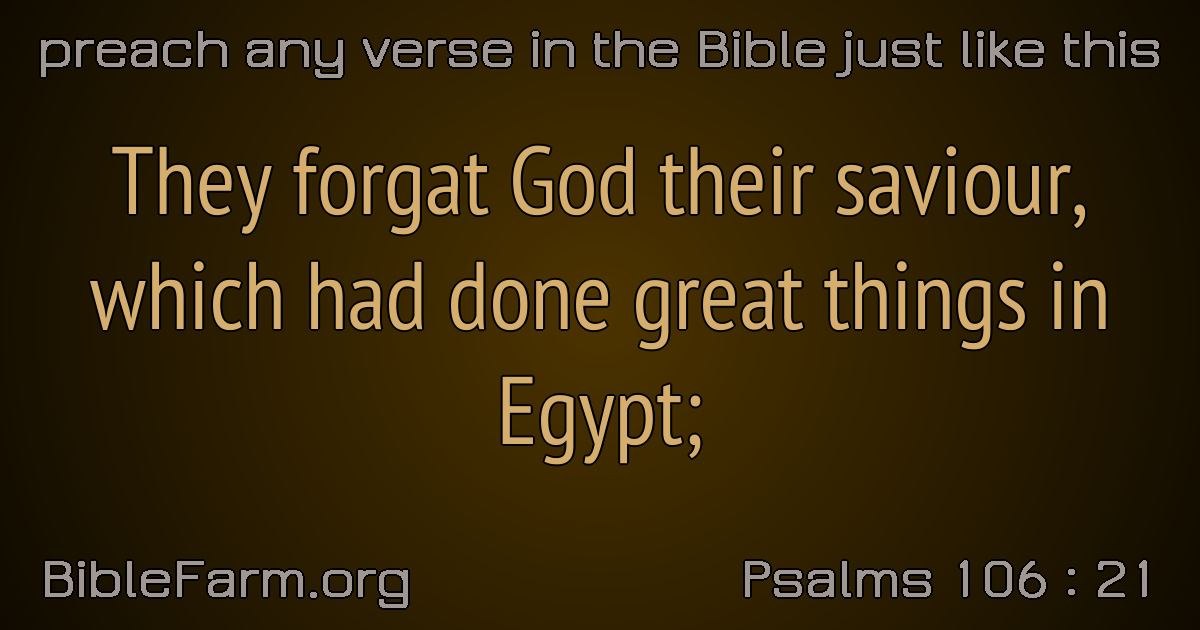 preach any verse in the Bible just like this
They forgat God their saviour,
which had done great things in
Egypt;
BibleFarm.org
Psalms 106 : 21